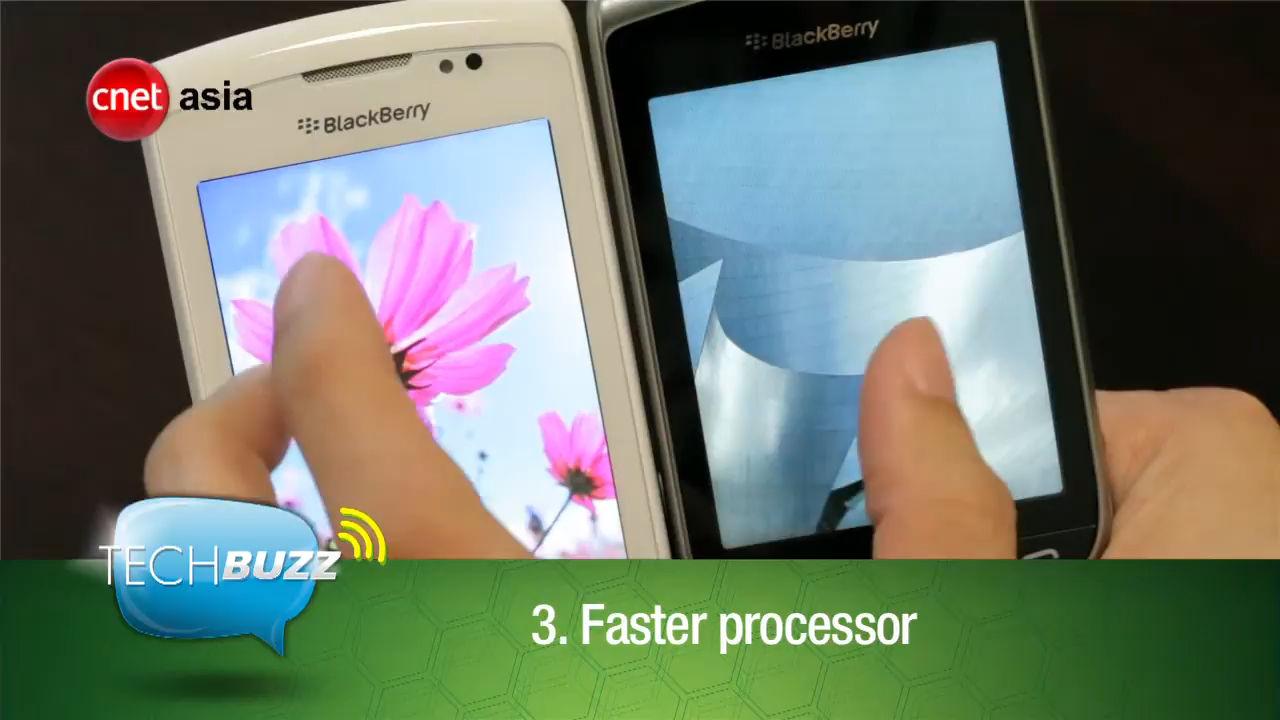 BlackBerry
cnet asia
BlackBerry
TECHBUZZ
3. Faster processor